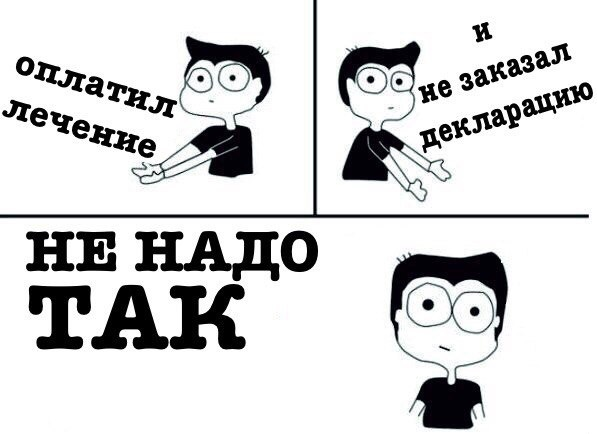 оплатил
лечение
и
не заказал
декларацию
НЕ НАДО
ТАК